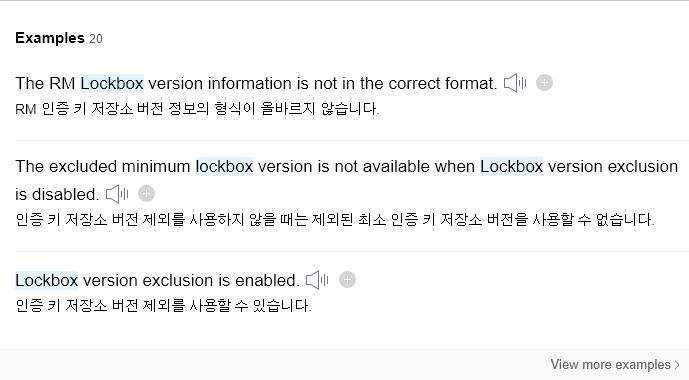 Examples 20
The RM Lockbox version information is not in the correct format.
RM 인증 키 저장소 버전 정보의 형식이 올바르지 않습니다.
The excluded minimum lockbox version is not available when Lockbox version exclusion
is disabled.
인증 키 저장소 버전 제외를 사용하지 않을 때는 제외된 최소 인증 키 저장소 버전을 사용할 수 없습니다.
Lockbox version exclusion is enabled.
인증 키 저장소 버전 제외를 사용할 수 있습니다.
View more examples